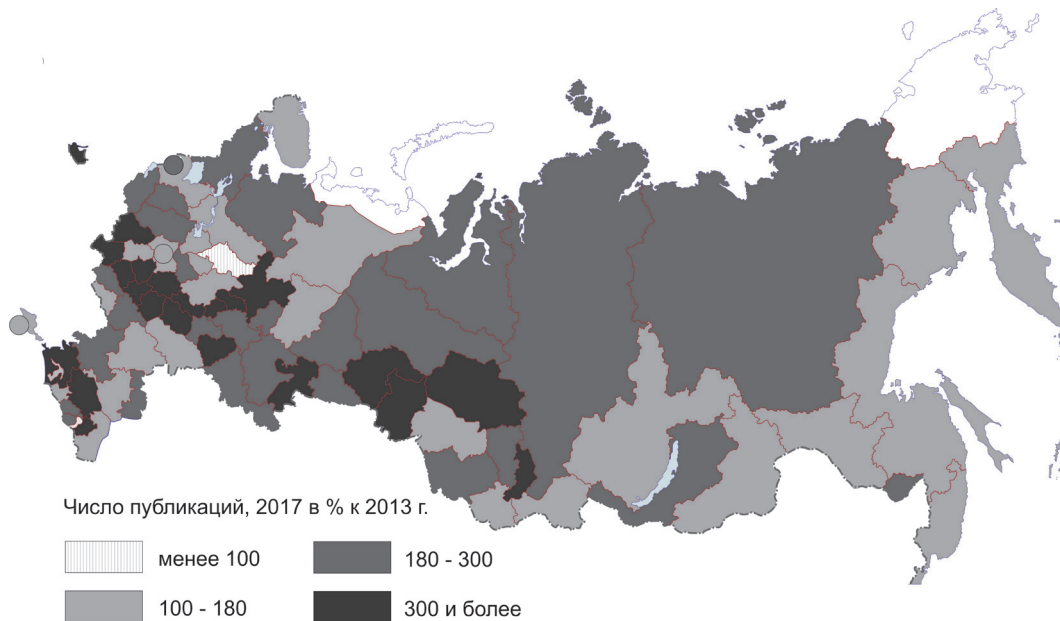 Число публикаций, 2017 в % к 2013 г.
менее 100
180 - 300
100 - 180
300 и более